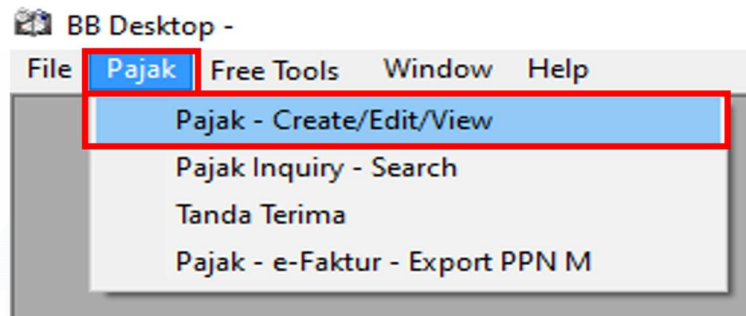 BB Desktop -
File Pajak Free Tools Window Help
Pajak - Create/Edit/View
Pajak Inquiry - Search
Tanda Terima
Pajak - e-Faktur - Export PPN M